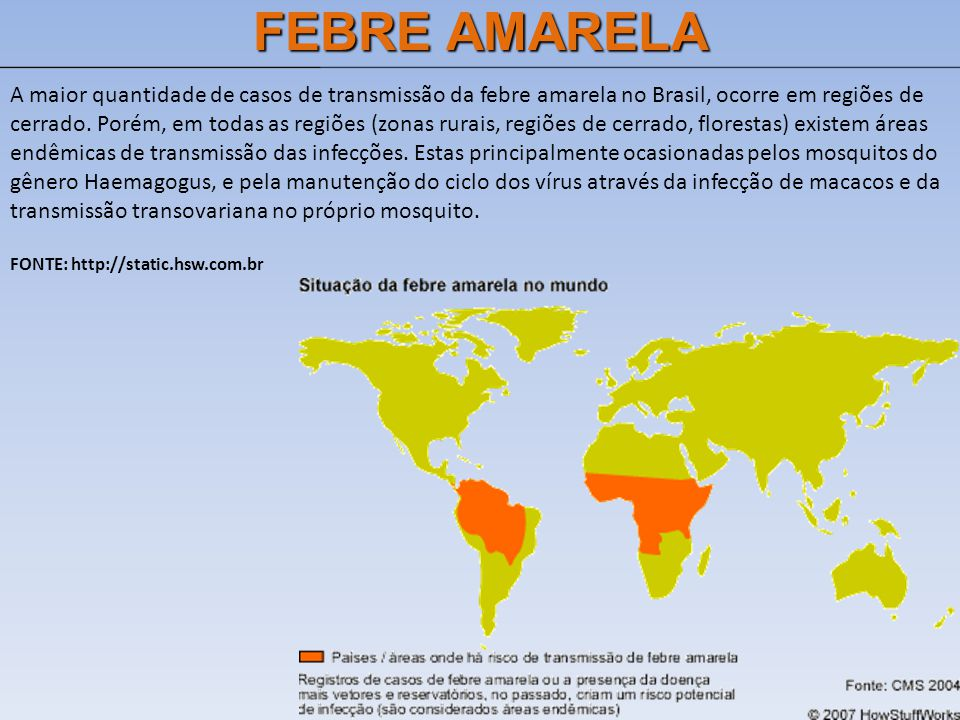 FEBRE AMARELA
A maior quantidade de casos de transmissão da febre amarela no Brasil, ocorre em regiões de
cerrado. Porém, em todas as regiões (zonas rurais, regiões de cerrado, florestas) existem áreas
endêmicas de transmissão das infecções. Estas principalmente ocasionadas pelos mosquitos do
gênero Haemagogus, e pela manutenção do ciclo dos vírus através da infecção de macacos e da
transmissão transovariana no próprio mosquito.
FONTE: http://static.hsw.com.br
Situação da febre amarela no mundo
Paises / áreas onde há risco de transmissão de febre amarela
Registros de casos de febre amarela ou a presença da doença
mais vetores e reservatórios, no passado, criam um risco potencial
de infecção (são considerados áreas endêmicas)
Fonte: CMS 2004
© 2007 HowStuffWorks